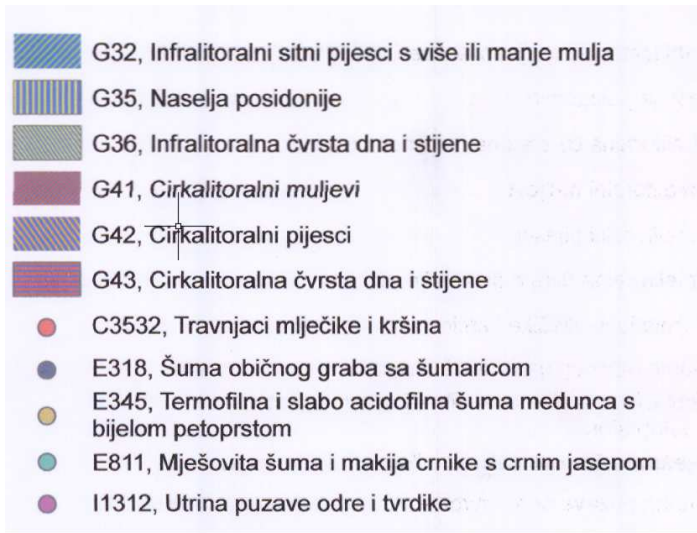 G32, Infralitoralni sitni pijesci s više ili manje mulja
G35, Naselja posidonije
G36, Infralitoralna čvrsta dna i stijene
G41, Cirkalitoralni muljevi
G42, Cirkalitoralni pijesci
G43, Cirkalitoralna čvrsta dna i stijene
C3532, Travnjaci mlječike i kršina
E318, Šuma običnog graba sa šumaricom
E345, Termofilna i slabo acidofilna šuma medunca s
bijelom petoprstom
E811, Mješovita šuma i makija crnike s crnim jasenom
I1312, Utrina puzave odre i tvrdike